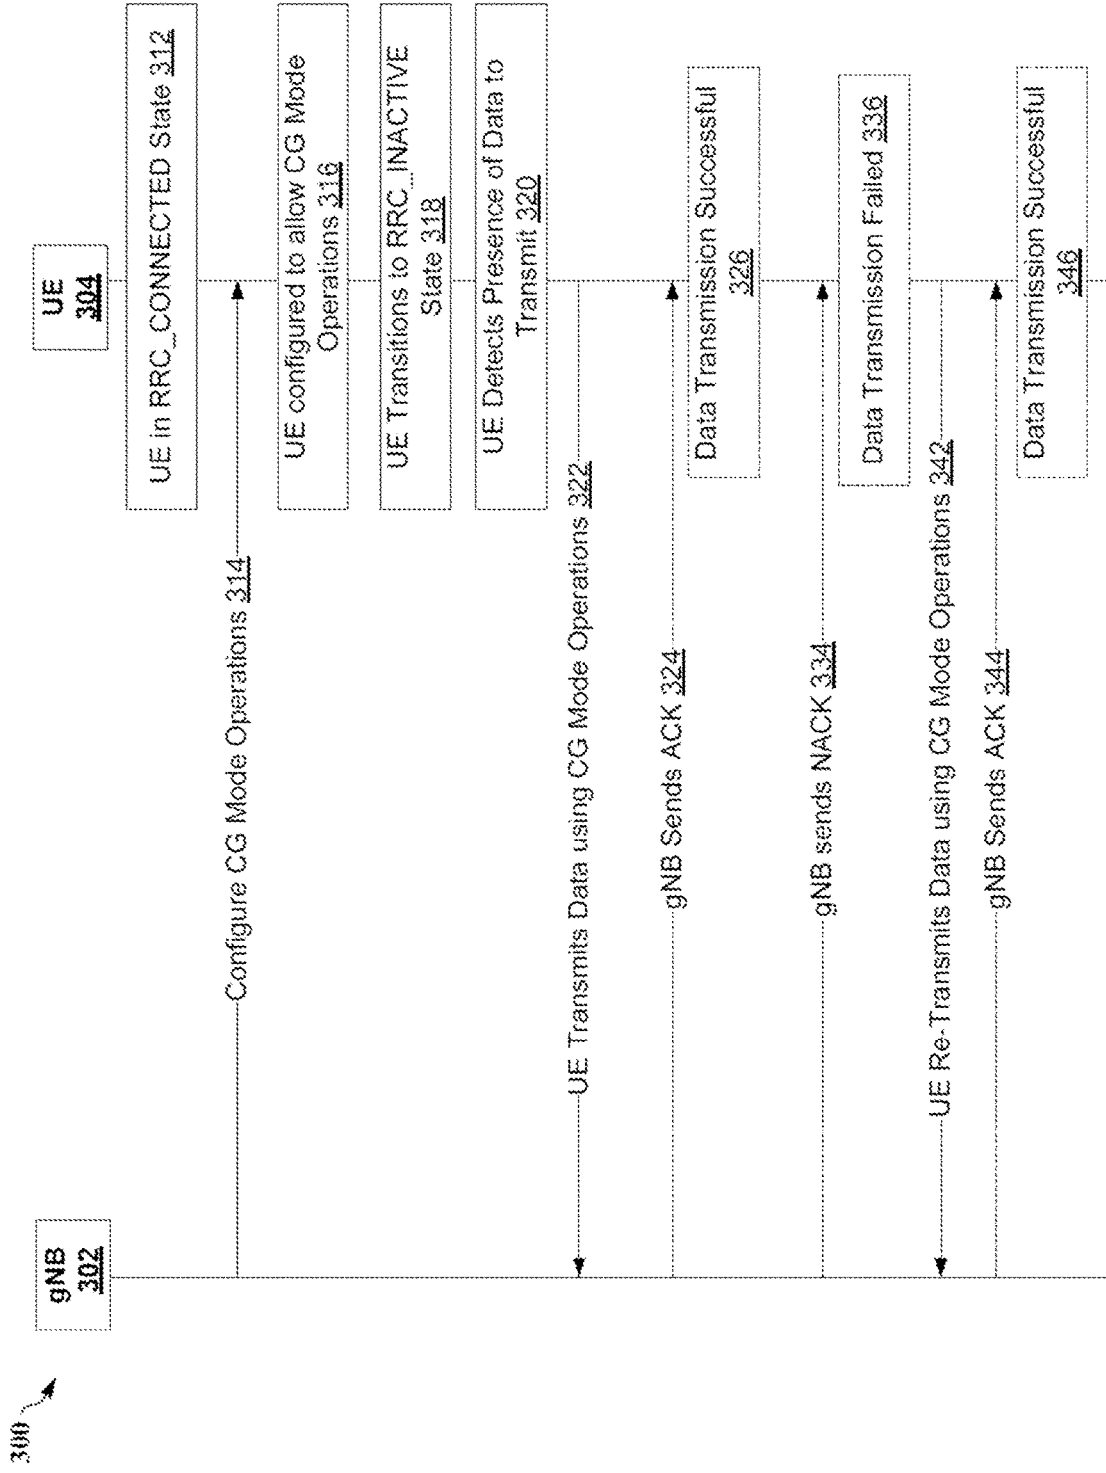 300
gNB
302
UE
304
UE in RRC_CONNECTED State 312
Configure CG Mode Operations 314
UE configured to allow CG Mode
Operations 316
UE Transitions to RRC_INACTIVE
State 318
UE Detects Presence of Data to
Transmit 320
UE Transmits Data using CG Mode Operations 322
gNB Sends ACK 324
Data Transmission Successful
326
gNB sends NACK 334
Data Transmission Failed 336
UE Re-Transmits Data using CG Mode Operations 342
gNB Sends ACK 344
Data Transmission Successful
346